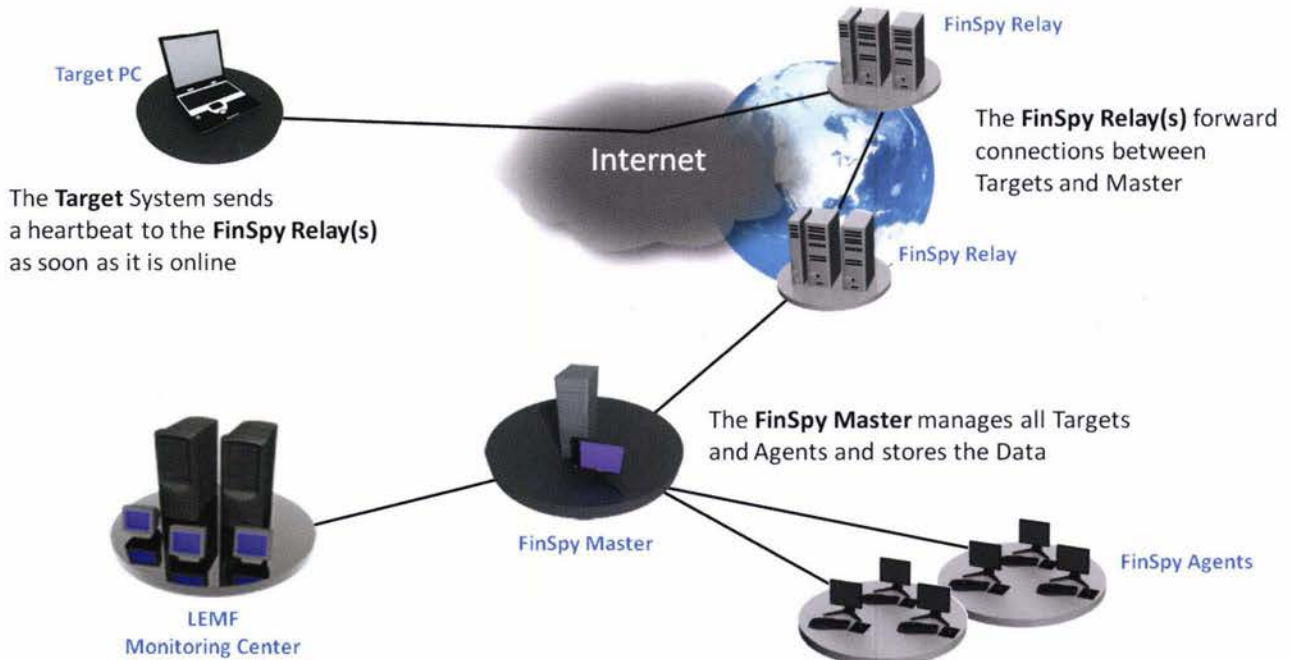 FinSpy Relay
Target PC
The FinSpy Relay(s) forward
connections between
Targets and Master
Internet
The Target System sends
a heartbeat to the FinSpy Relay(s)
as soon as it is online
FinSpy Relay
The FinSpy Master manages all Targets
and Agents and stores the Data
FinSpy Master
FinSpy Agents
LEMF
Monitoring Center